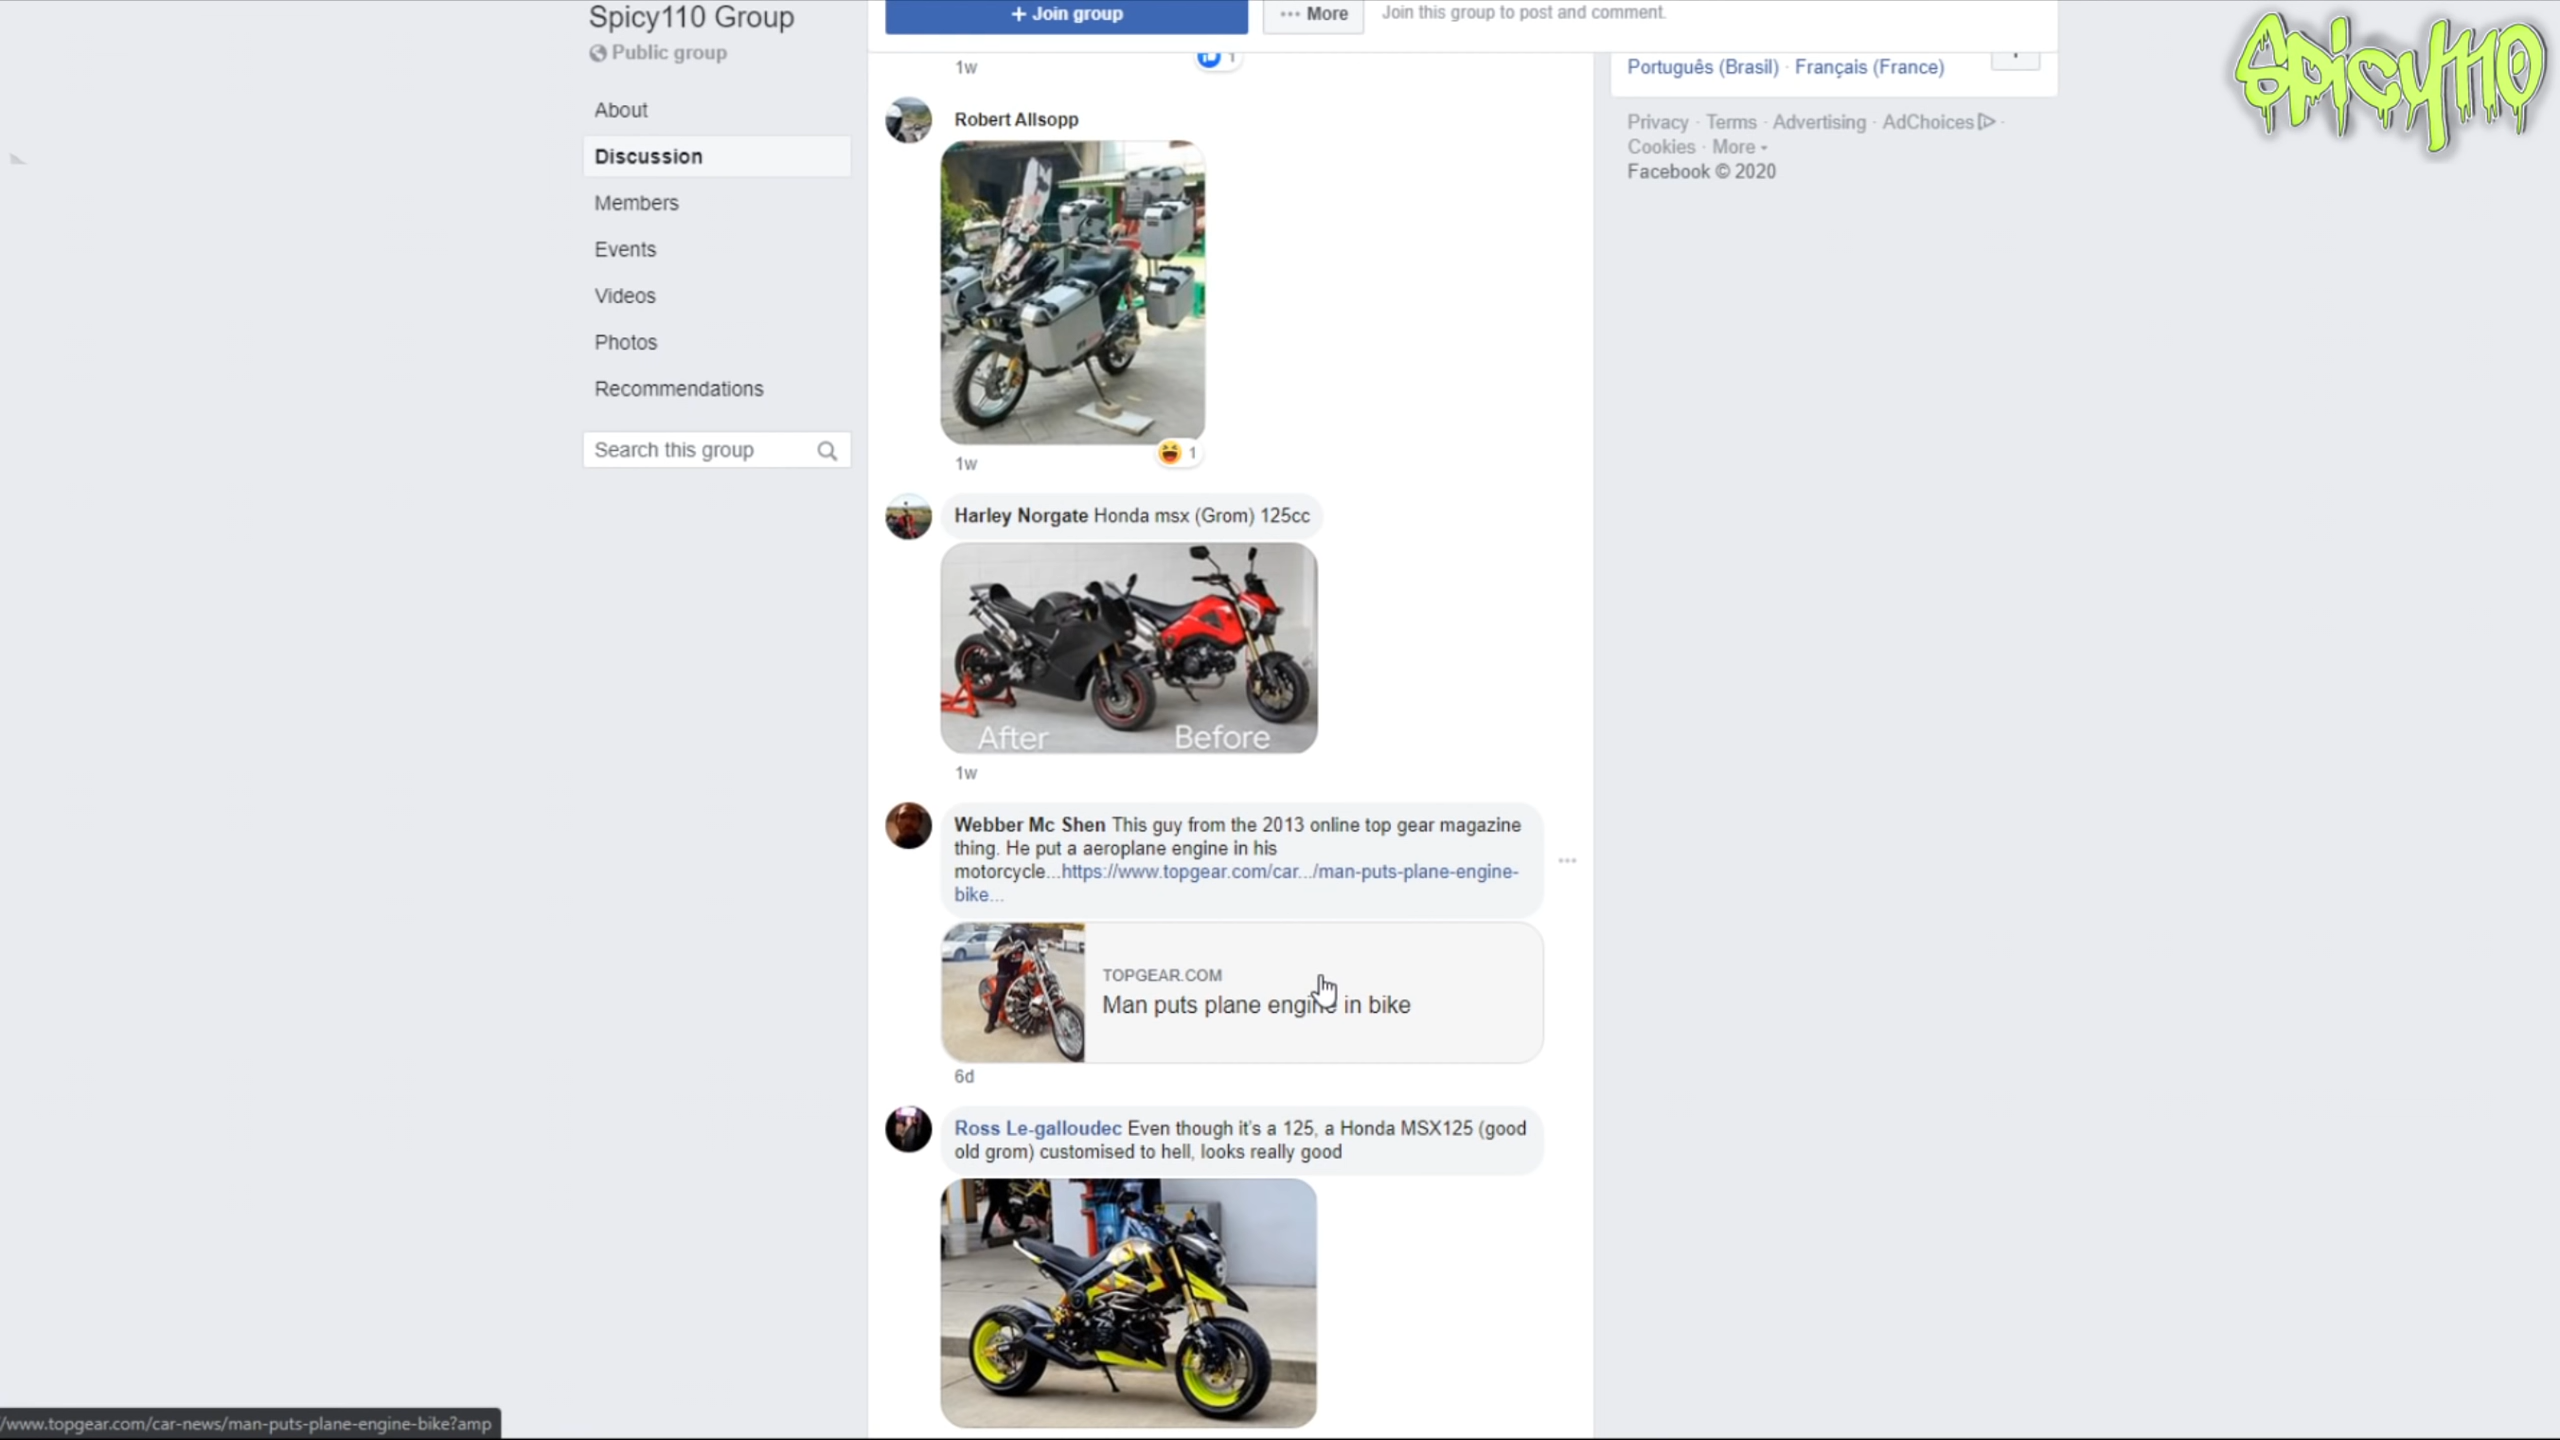 Spicy110 Group
Public group
About
Discussion
Members
Events
Videos
Photos
Recommendations
Search this group
+ Join group
··· More
Join this group to post and comment.
1w
1
Robert Allsopp
1w
1
Harley Norgate Honda msx (Grom) 125cc
After
Before
1w
Webber Mc Shen This guy from the 2013 online top gear magazine
thing. He put a aeroplane engine in his
motorcycle...https://www.topgear.com/car.../man-puts-plane-engine-
bike...
TOPGEAR.COM
Man puts plane engine in bike
6d
Ross Le-galloudec Even though it's a 125, a Honda MSX125 (good
old grom) customised to hell, looks really good
Português (Brasil) · Français (France)
Privacy · Terms · Advertising · AdChoices ·
Cookies · More
Facebook © 2020
Spicy110
/www.topgear.com/car-news/man-puts-plane-engine-bike?amp